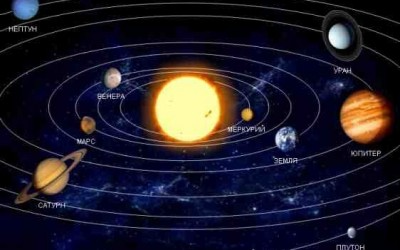 НЕПТУН
УРАН
ВЕНЕРА
МЕРКУРИЙ
МАРС
ЗЕМЛЯ
ЮПИТЕР
САТУРН
ПЛУТОН